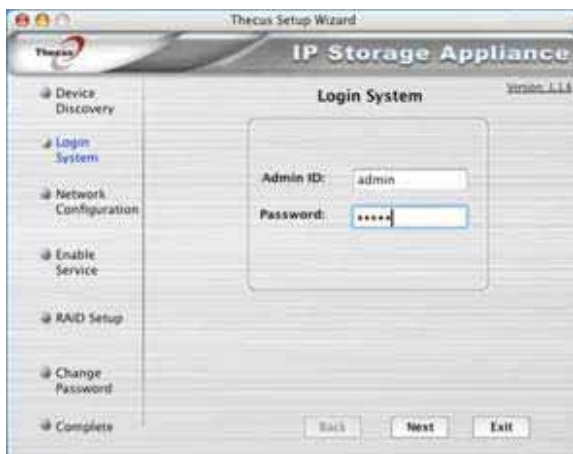 Thecus Setup Wizard
Thecus
IP Storage Appliance
Device
Discovery
Login
System
Network
Configuration
Enable
Service
RAID Setup
Change
Password
Complete
Login System
Version:
Admin ID: admin
Password: •••••
Back Next Exit